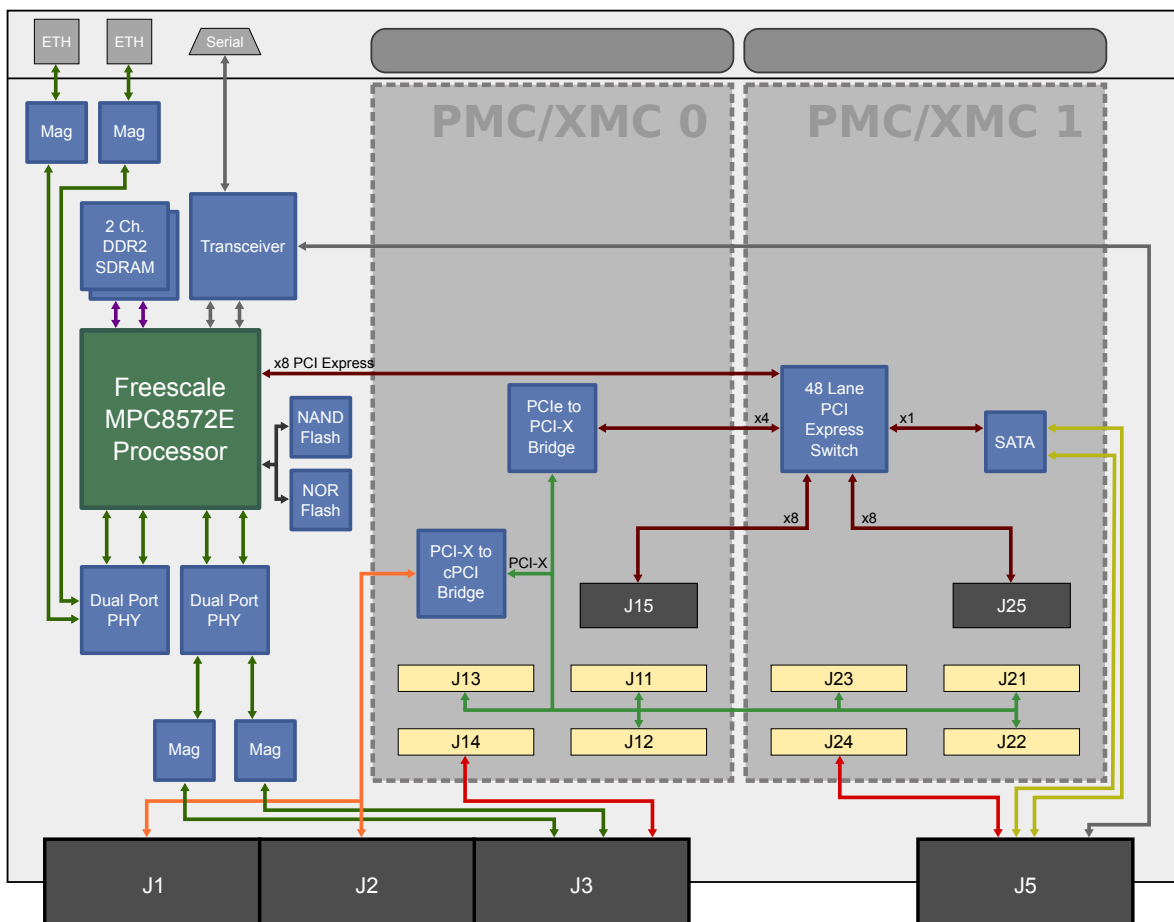 ETH
ETH
Serial
Mag
Mag
PMC/XMC 0
PMC/XMC 1
2 Ch.
DDR2
SDRAM
Transceiver
x8 PCI Express
Freescale
MPC8572E
Processor
NAND
Flash
NOR
Flash
PCIe to
PCI-X
Bridge
x4
48 Lane
PCI
Express
Switch
x1
SATA
x8
x8
PCI-X to
cPCI
Bridge
PCI-X
Dual Port
PHY
Dual Port
PHY
J15
J25
J13
J11
J23
J21
J14
J12
J24
J22
Mag
Mag
J1
J2
J3
J5